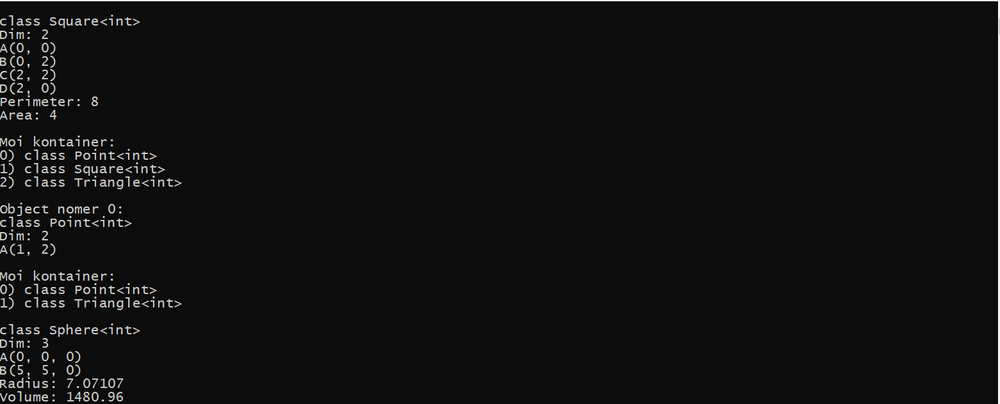 class Square<int>
Dim: 2
A(0, 0)
B(0, 2)
C(2, 2)
D(2, 0)
Perimeter: 8
Area: 4
Moi kontainer:
0) class Point<int>
1) class Square<int>
2) class Triangle<int>
Object nomer 0:
class Point<int>
Dim: 2
A(1, 2)
Moi kontainer:
0) class Point<int>
1) class Triangle<int>
class Sphere<int>
Dim: 3
A(0, 0, 0)
B(5, 5, 0)
Radius: 7.07107
Volume: 1480.96